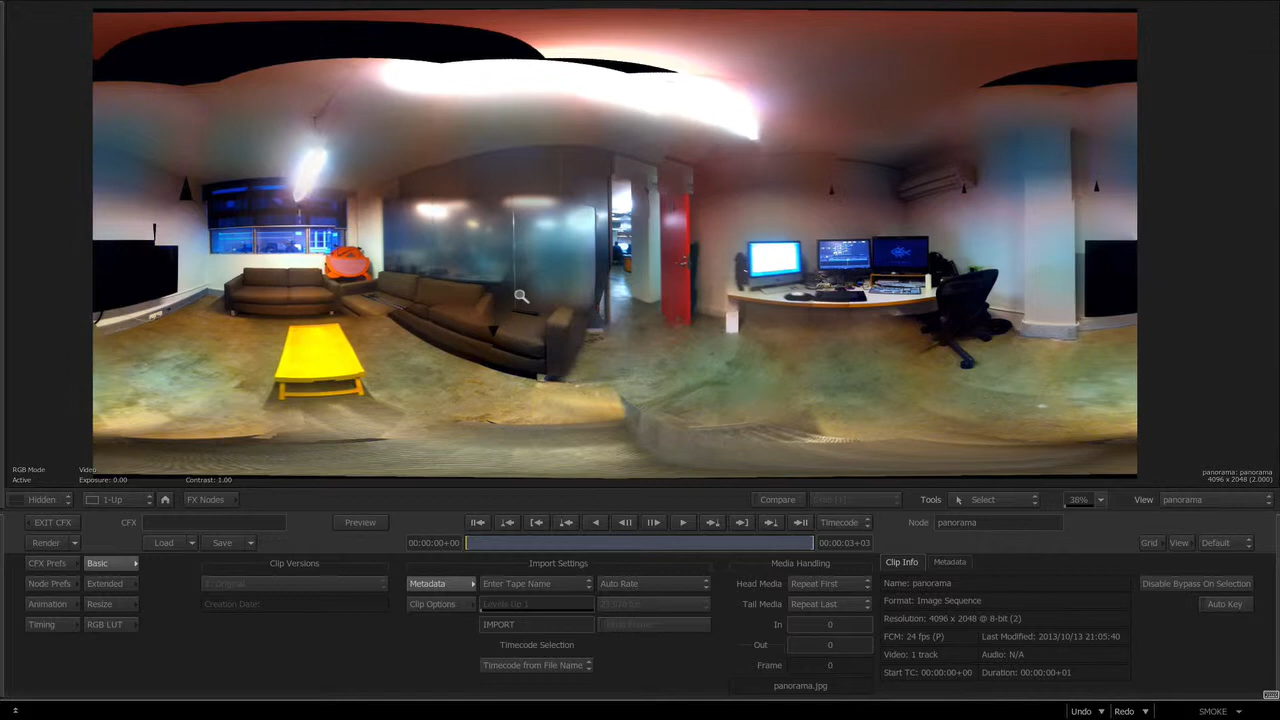 RGB Mode
Active
Video
Exposure: 0.00
Contrast: 1.00
panorama: panorama
4096 x 2048 (2.000)
Hidden
1-Up
FX Nodes
Compare
Tools
Select
38%
View
panorama
EXIT CFX
CFX
Preview
Timecode
Node
panorama
Render
Load
Save
00:00:00+00
00:00:03+03
Grid
View
Default
CFX Prefs
Basic
Clip Versions
Import Settings
Media Handling
Clip Info
Metadata
Node Prefs
Extended
Metadata
Enter Tape Name
Auto Rate
Head Media
Repeat First
Name: panorama
Disable Bypass On Selection
Animation
Resize
Creation Date:
Clip Options
Tail Media
Repeat Last
Format: Image Sequence
Auto Key
Timing
RGB LUT
IMPORT
In
0
Resolution: 4096 x 2048 @ 8-bit (2)
Timecode Selection
Out
0
FCM: 24 fps (P)
Last Modified: 2013/10/13 21:05:40
Timecode from File Name
Frame
0
Video: 1 track
Audio: N/A
panorama.jpg
Start TC: 00:00:00+00
Duration: 00:00:00+01
Undo
Redo
SMOKE